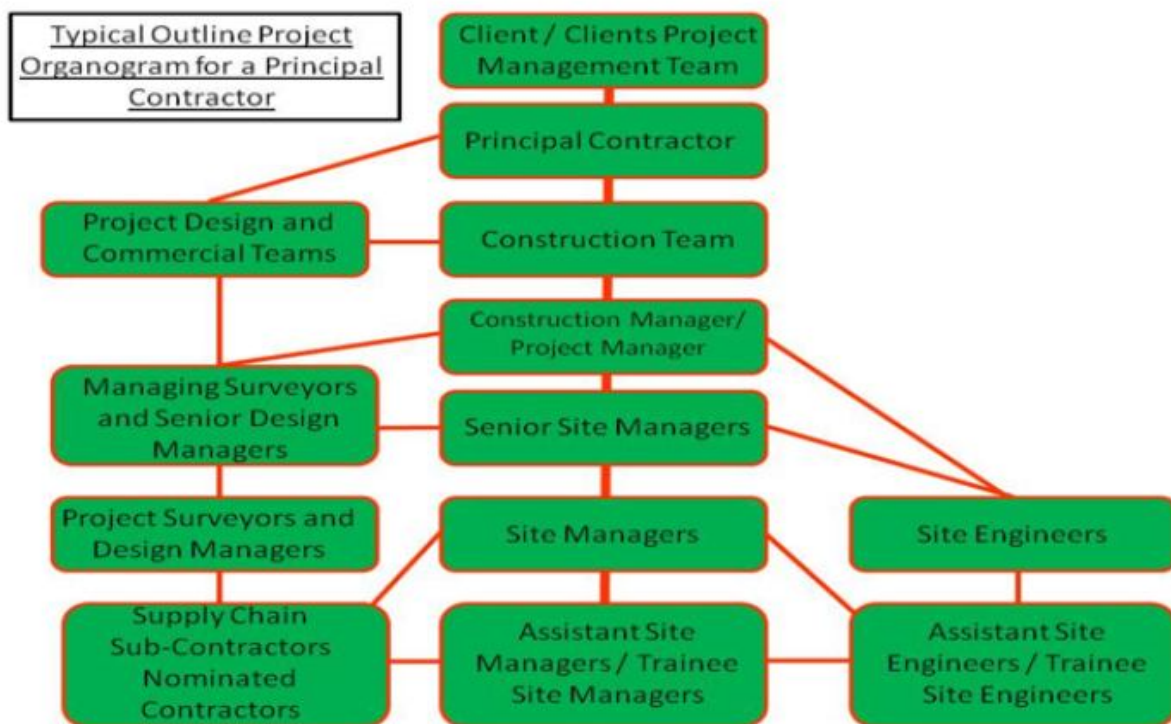 Typical Outline Project
Organogram for a Principal
Contractor
Client / Clients Project
Management Team
Principal Contractor
Project Design and
Commercial Teams
Construction Team
Construction Manager/
Project Manager
Managing Surveyors
and Senior Design
Managers
Senior Site Managers
Project Surveyors and
Design Managers
Site Managers
Site Engineers
Supply Chain
Sub-Contractors
Nominated
Contractors
Assistant Site
Managers / Trainee
Site Managers
Assistant Site
Engineers / Trainee
Site Engineers